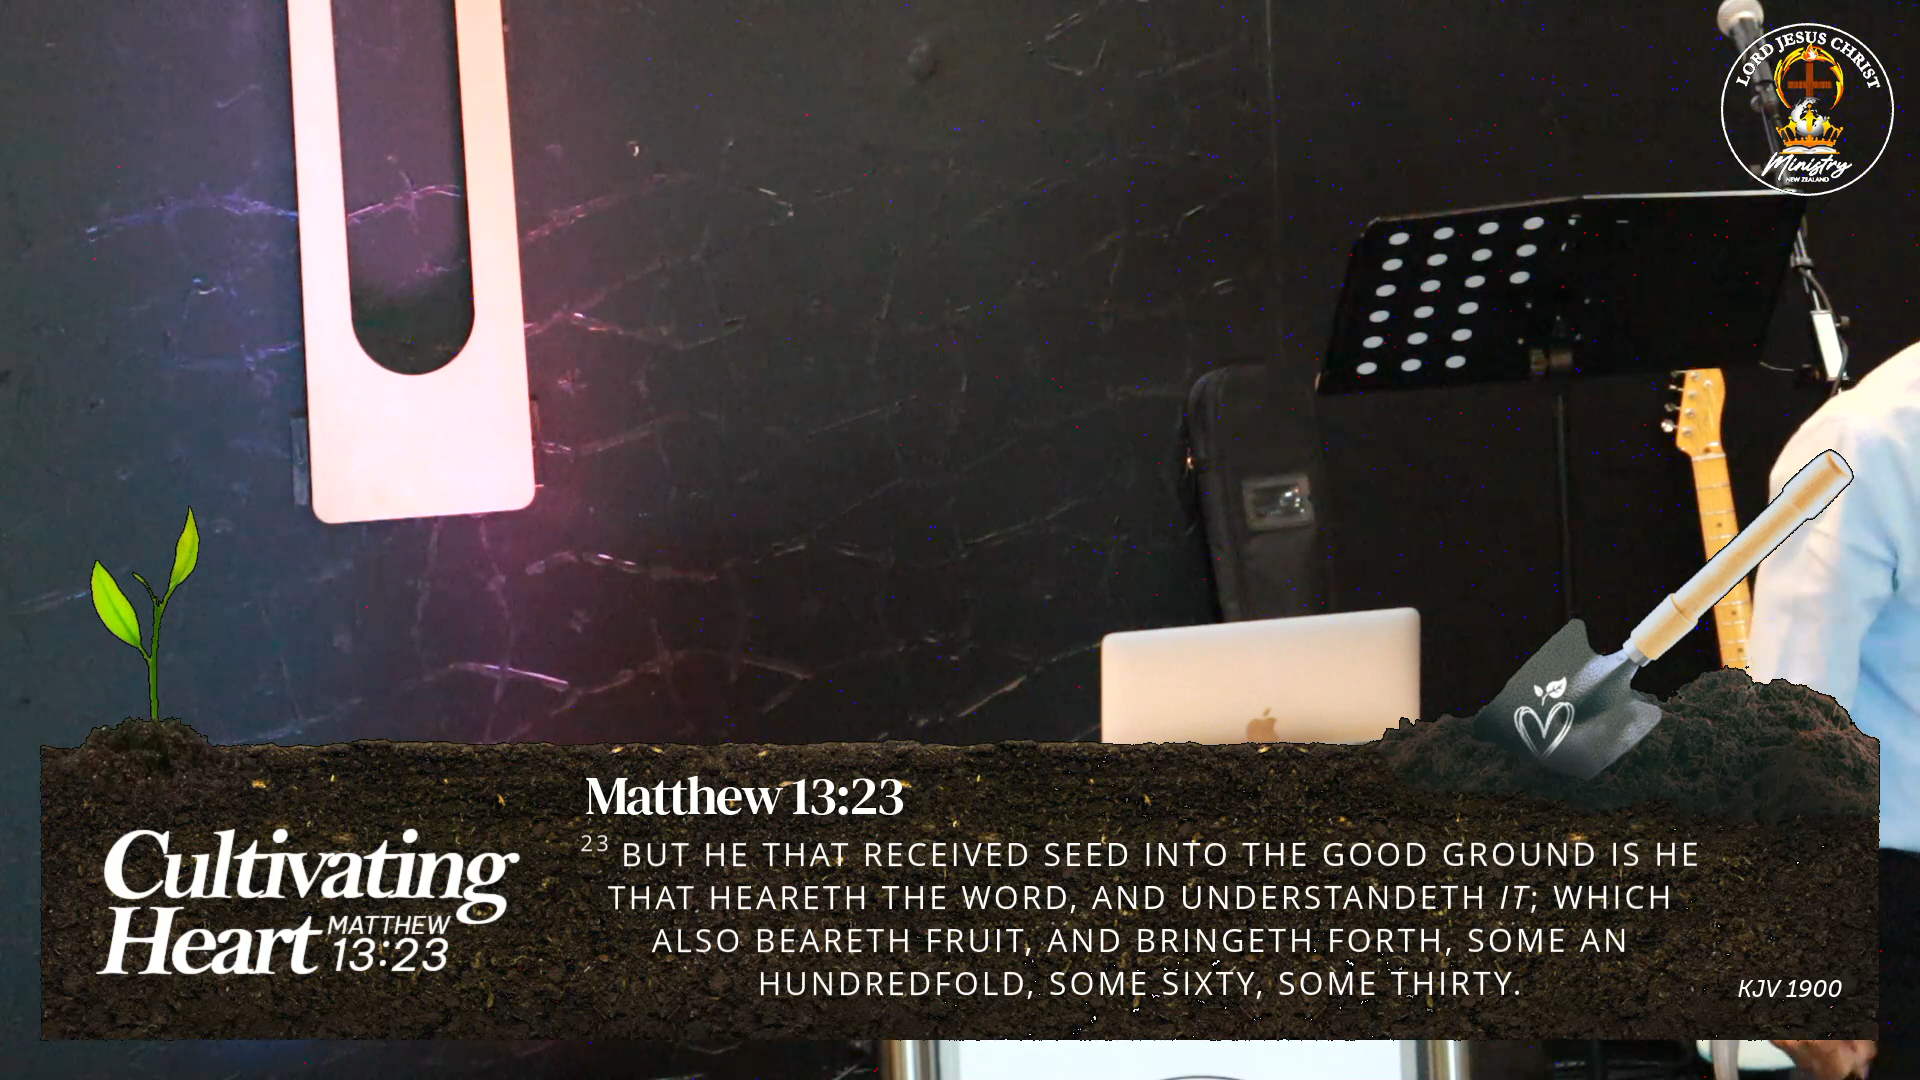 LORD JESUS CHRIST
Ministry
NEW ZEALAND
Matthew 13:23
23 BUT HE THAT RECEIVED SEED INTO THE GOOD GROUND IS HE
THAT HEARETH THE WORD, AND UNDERSTANDETH IT; WHICH
ALSO BEARETH FRUIT, AND BRINGETH FORTH, SOME AN
HUNDREDFOLD, SOME SIXTY, SOME THIRTY.
KJV 1900
Cultivating
Heart MATTHEW
13:23